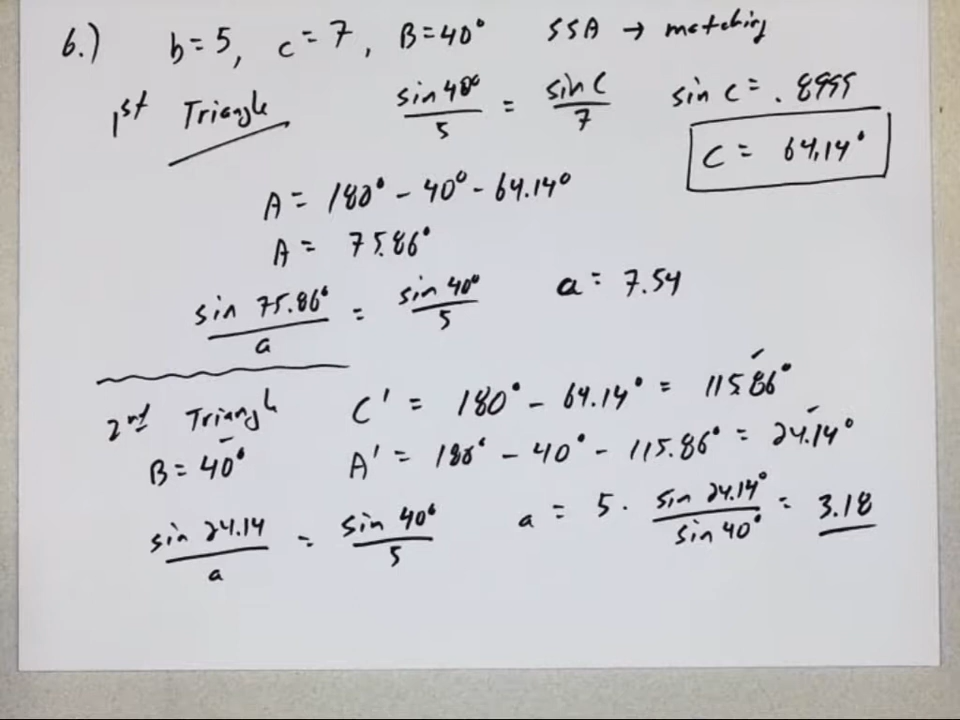 6.) b = 5, c = 7, B = 40° SSA → matching
1st Triangle sin 40° / 5 = sin C / 7 sin C = .8999
C = 64.14°
A = 180° - 40° - 64.14°
A = 75.86°
sin 75.86° / a = sin 40° / 5 a = 7.54
2nd Triangle C' = 180° - 64.14° = 115.86°
B = 40° A' = 180° - 40° - 115.86° = 24.14°
sin 24.14 / a = sin 40° / 5 a = 5 · sin 24.14° / sin 40° = 3.18